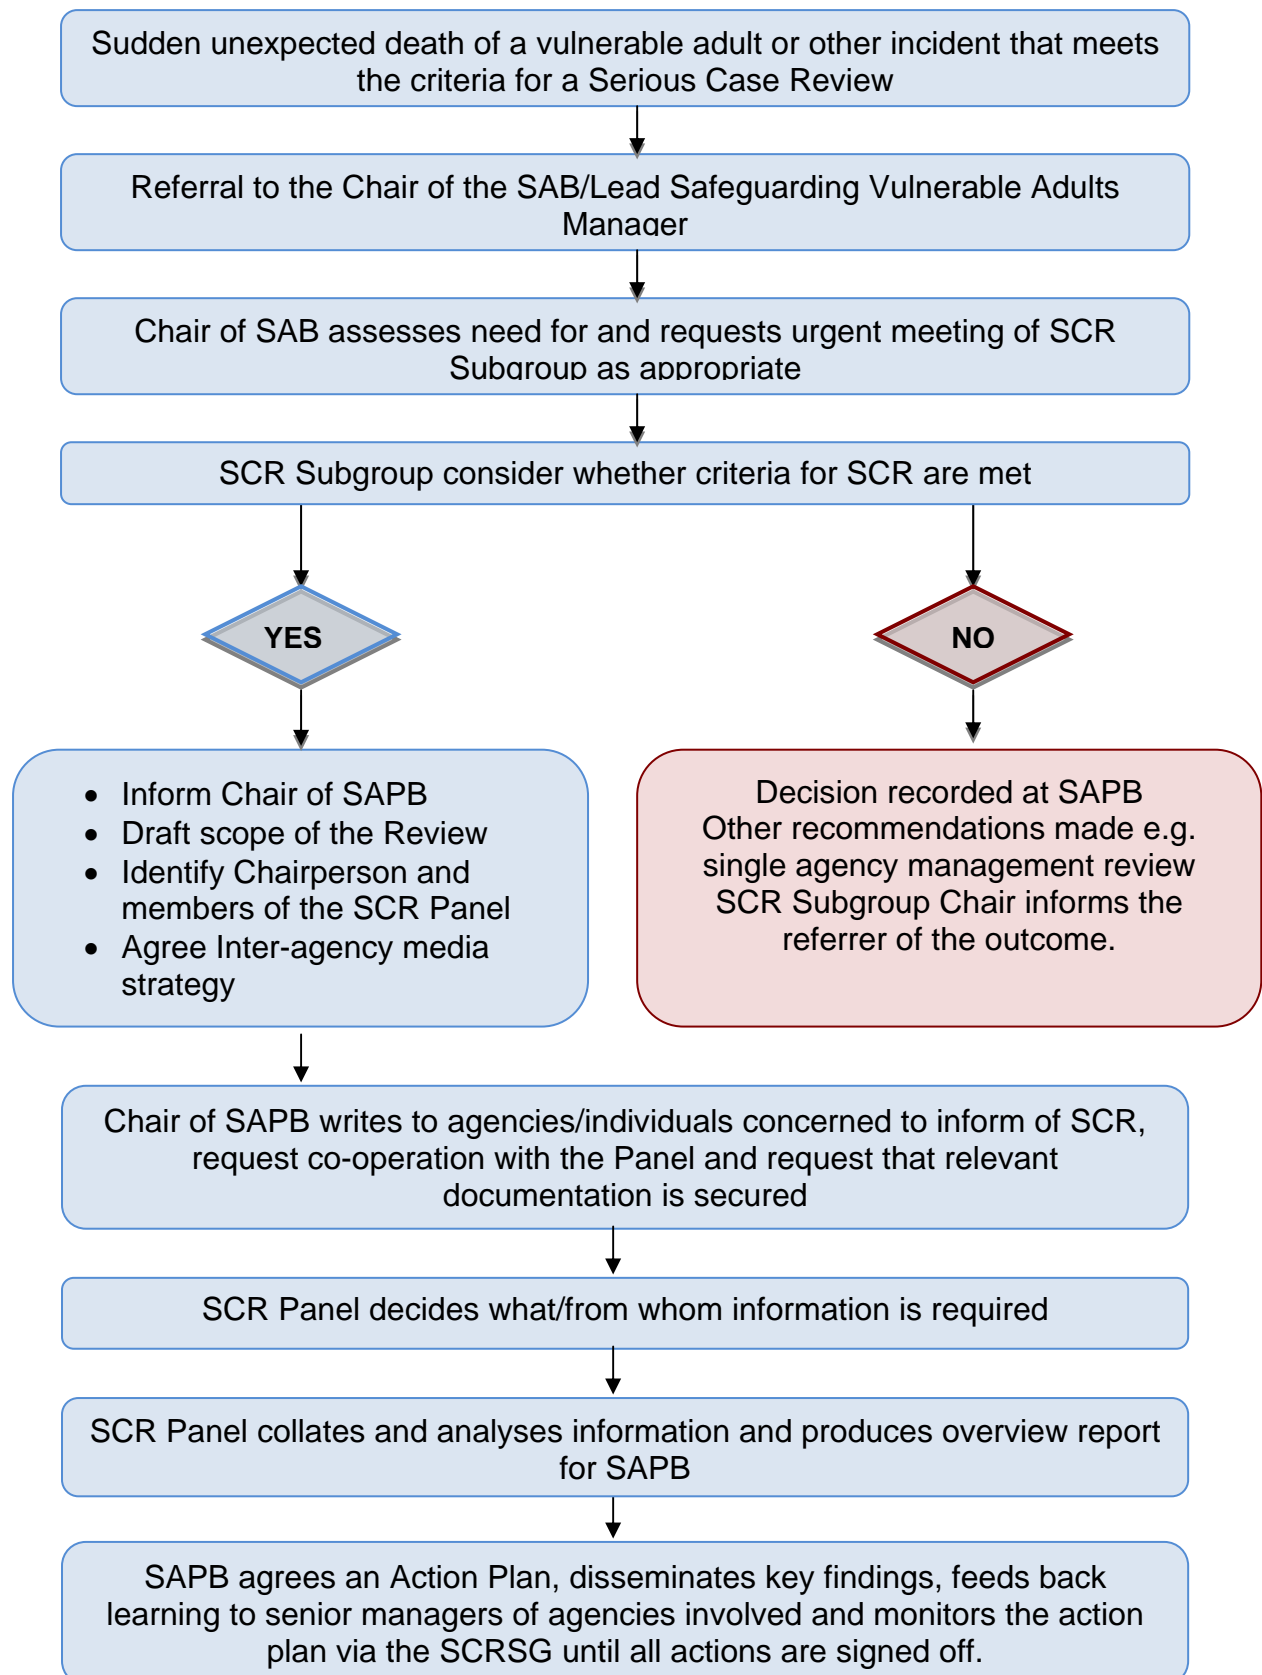 Sudden unexpected death of a vulnerable adult or other incident that meets
the criteria for a Serious Case Review
Referral to the Chair of the SAB/Lead Safeguarding Vulnerable Adults
Manager
Chair of SAB assesses need for and requests urgent meeting of SCR
Subgroup as appropriate
SCR Subgroup consider whether criteria for SCR are met
YES
NO
• Inform Chair of SAPB
• Draft scope of the Review
• Identify Chairperson and
members of the SCR Panel
• Agree Inter-agency media
strategy
Decision recorded at SAPB
Other recommendations made e.g.
single agency management review
SCR Subgroup Chair informs the
referrer of the outcome.
Chair of SAPB writes to agencies/individuals concerned to inform of SCR,
request co-operation with the Panel and request that relevant
documentation is secured
SCR Panel decides what/from whom information is required
SCR Panel collates and analyses information and produces overview report
for SAPB
SAPB agrees an Action Plan, disseminates key findings, feeds back
learning to senior managers of agencies involved and monitors the action
plan via the SCRSG until all actions are signed off.